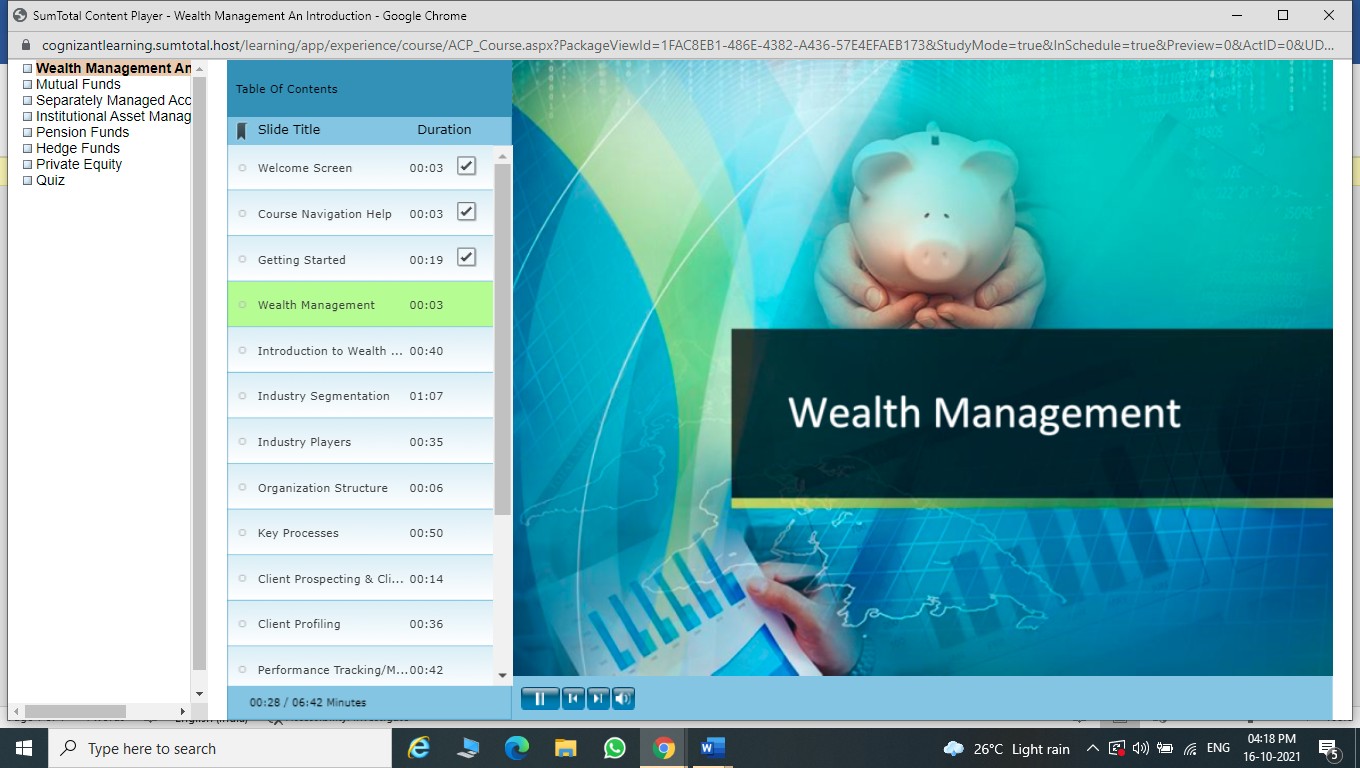 SumTotal Content Player - Wealth Management An Introduction - Google Chrome
cognizantlearning.sumtotal.host/learning/app/experience/course/ACP_Course.aspx?PackageViewId=1FAC8EB1-486E-4382-A436-57E4EFAEB173&StudyMode=true&InSchedule=true&Preview=0&ActID=0&UD...
Wealth Management An
Mutual Funds
Separately Managed Acc
Institutional Asset Manag
Pension Funds
Hedge Funds
Private Equity
Quiz
Table Of Contents
Slide Title Duration
Welcome Screen 00:03
Course Navigation Help 00:03
Getting Started 00:19
Wealth Management 00:03
Introduction to Wealth ... 00:40
Industry Segmentation 01:07
Industry Players 00:35
Organization Structure 00:06
Key Processes 00:50
Client Prospecting & Cli... 00:14
Client Profiling 00:36
Performance Tracking/M... 00:42
00:28 / 06:42 Minutes
Wealth Management
Type here to search
W
26°C Light rain
ENG
04:18 PM
16-10-2021
5